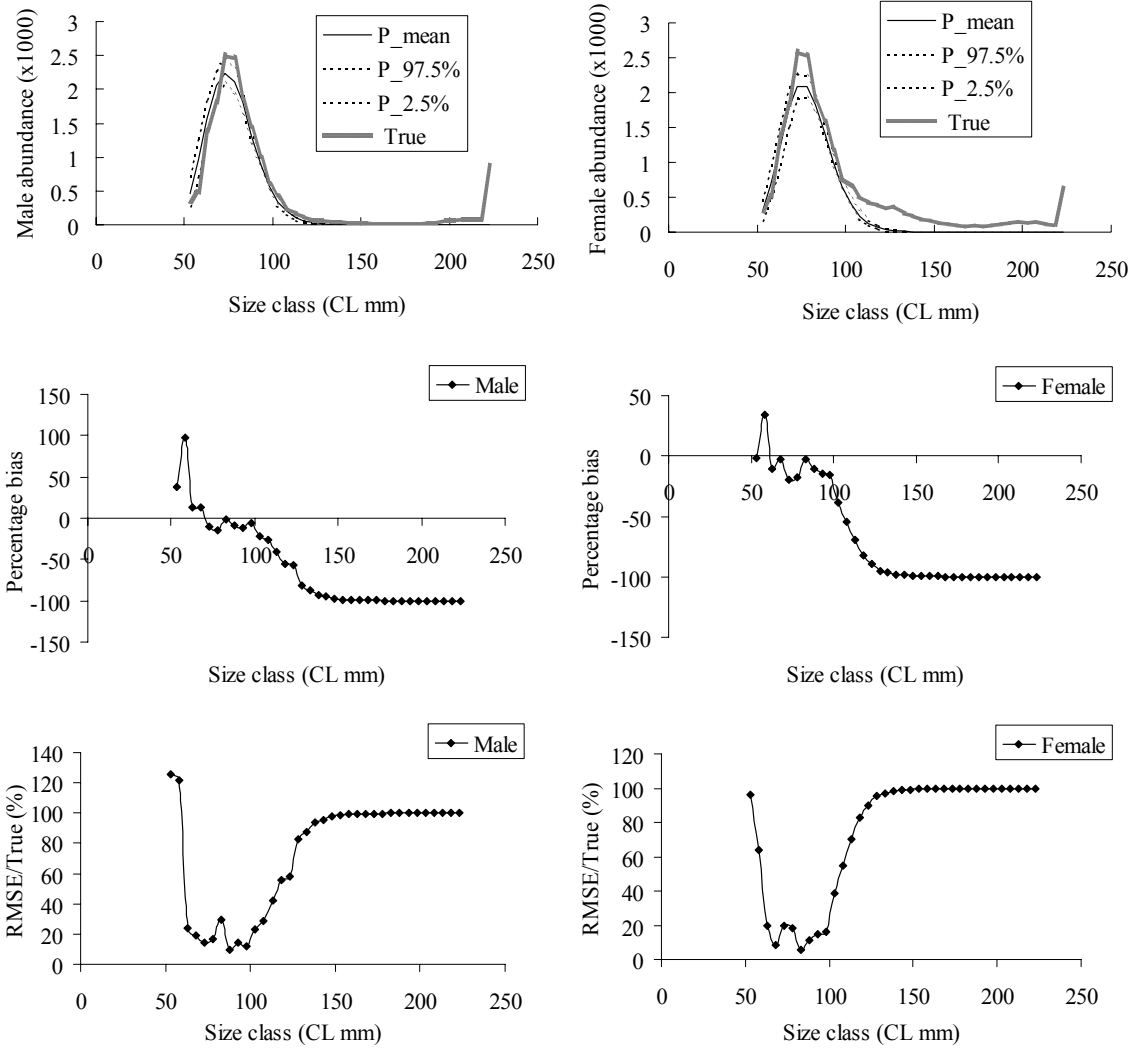 Male abundance (x1000)
3
2.5
2
1.5
1
0.5
0
P_mean
P_97.5%
P_2.5%
True
0 50 100 150 200 250
Size class (CL mm)
Female abundance (x1000)
3
2.5
2
1.5
1
0.5
0
P_mean
P_97.5%
P_2.5%
True
0 50 100 150 200 250
Size class (CL mm)
Percentage bias
150
100
50
0
-50
-100
-150
Male
0 50 100 150 200 250
Size class (CL mm)
Percentage bias
50
0
-50
-100
-150
Female
0 50 100 150 200 250
Size class (CL mm)
RMSE/True (%)
140
120
100
80
60
40
20
0
Male
0 50 100 150 200 250
Size class (CL mm)
RMSE/True (%)
120
100
80
60
40
20
0
Female
0 50 100 150 200 250
Size class (CL mm)